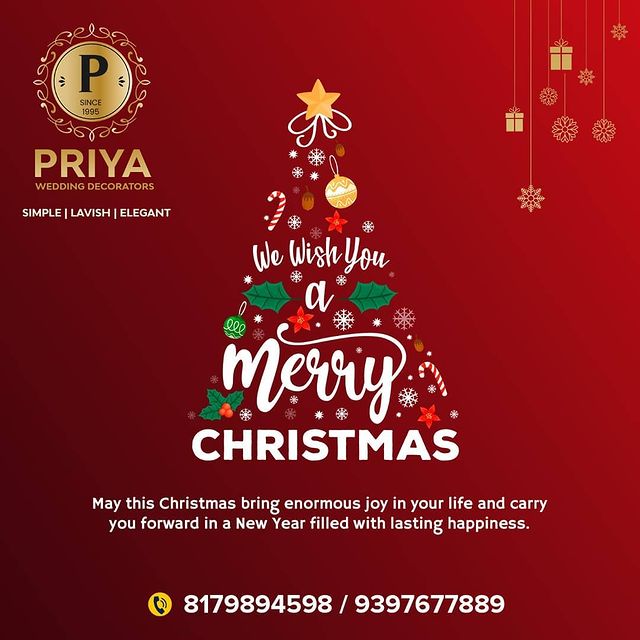 P
SINCE
1995
PRIYA
WEDDING DECORATORS
SIMPLE | LAVISH | ELEGANT
We Wish You
a
Merry
CHRISTMAS
May this Christmas bring enormous joy in your life and carry
you forward in a New Year filled with lasting happiness.
8179894598 / 9397677889